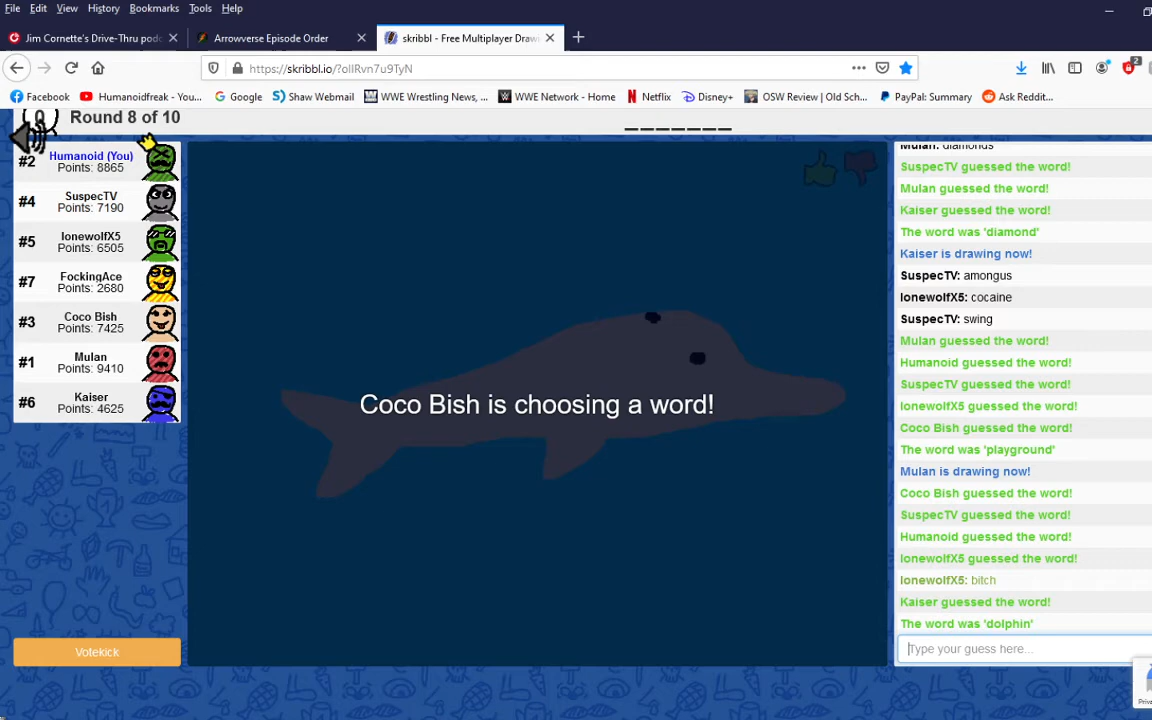 File Edit View History Bookmarks Tools Help
Jim Cornette's Drive-Thru pod Arrowverse Episode Order skribbl - Free Multiplayer Draw
https://skribbl.io/?olIRvn7u9TyN
Facebook Humanoidfreak - You... Google Shaw Webmail WWE Wrestling News, ... WWE Network - Home Netflix Disney+ OSW Review | Old Sch... PayPal: Summary Ask Reddit...
0 Round 8 of 10 _______
#2 Humanoid (You)
Points: 8865
#4 SuspecTV
Points: 7190
#5 lonewolfX5
Points: 6505
#7 FockingAce
Points: 2680
#3 Coco Bish
Points: 7425
#1 Mulan
Points: 9410
#6 Kaiser
Points: 4625
Votekick
Coco Bish is choosing a word!
Mulan: diamonds
SuspecTV guessed the word!
Mulan guessed the word!
Kaiser guessed the word!
The word was 'diamond'
Kaiser is drawing now!
SuspecTV: amongus
lonewolfX5: cocaine
SuspecTV: swing
Mulan guessed the word!
Humanoid guessed the word!
SuspecTV guessed the word!
lonewolfX5 guessed the word!
Coco Bish guessed the word!
The word was 'playground'
Mulan is drawing now!
Coco Bish guessed the word!
SuspecTV guessed the word!
Humanoid guessed the word!
lonewolfX5 guessed the word!
lonewolfX5: bitch
Kaiser guessed the word!
The word was 'dolphin'
Type your guess here...